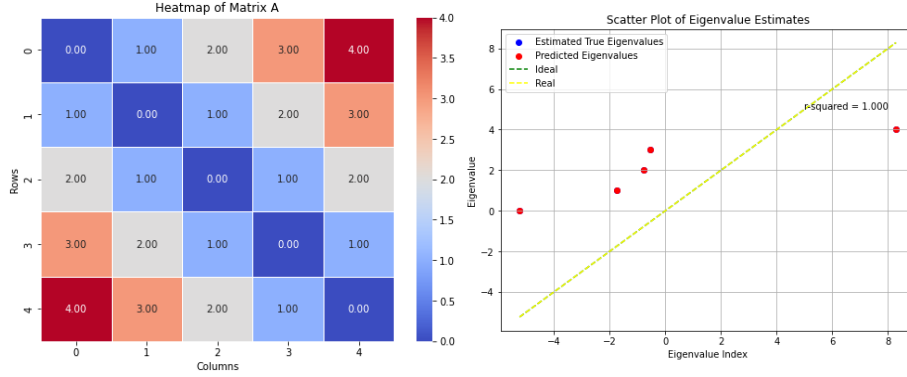 Heatmap of Matrix A
0 0.00 1.00 2.00 3.00 4.00
1 1.00 0.00 1.00 2.00 3.00
2 2.00 1.00 0.00 1.00 2.00
3 3.00 2.00 1.00 0.00 1.00
4 4.00 3.00 2.00 1.00 0.00
0 1 2 3 4
Rows
Columns
4.0
3.5
3.0
2.5
2.0
1.5
1.0
0.5
0.0
Scatter Plot of Eigenvalue Estimates
Estimated True Eigenvalues
Predicted Eigenvalues
Ideal
Real
r-squared = 1.000
8
6
4
2
0
−2
−4
Eigenvalue
−4 −2 0 2 4 6 8
Eigenvalue Index